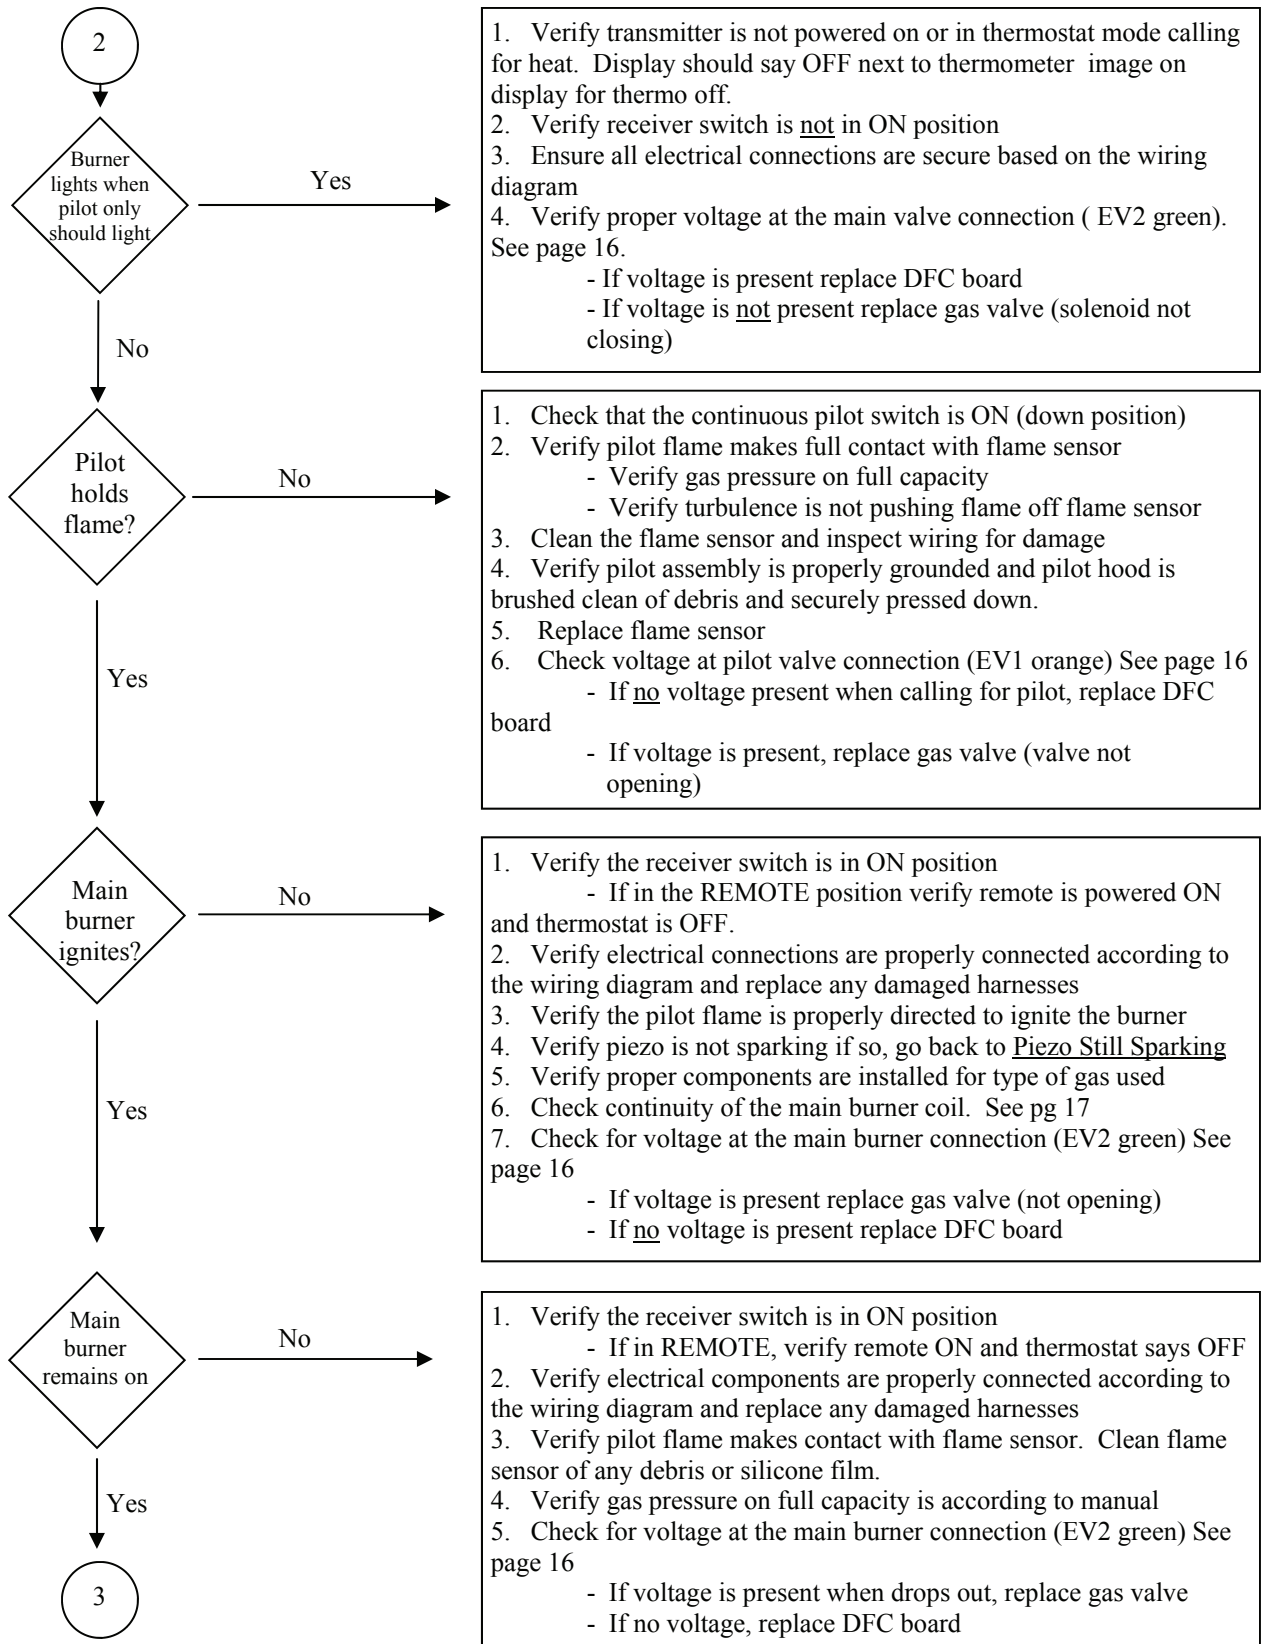 2
1. Verify transmitter is not powered on or in thermostat mode calling
for heat. Display should say OFF next to thermometer image on
display for thermo off.
2. Verify receiver switch is not in ON position
3. Ensure all electrical connections are secure based on the wiring
diagram
4. Verify proper voltage at the main valve connection ( EV2 green).
See page 16.
- If voltage is present replace DFC board
- If voltage is not present replace gas valve (solenoid not
closing)
Burner
lights when
pilot only
should light
Yes
No
1. Check that the continuous pilot switch is ON (down position)
2. Verify pilot flame makes full contact with flame sensor
- Verify gas pressure on full capacity
- Verify turbulence is not pushing flame off flame sensor
3. Clean the flame sensor and inspect wiring for damage
4. Verify pilot assembly is properly grounded and pilot hood is
brushed clean of debris and securely pressed down.
5. Replace flame sensor
6. Check voltage at pilot valve connection (EV1 orange) See page 16
- If no voltage present when calling for pilot, replace DFC
board
- If voltage is present, replace gas valve (valve not
opening)
Pilot
holds
flame?
No
Yes
1. Verify the receiver switch is in ON position
- If in the REMOTE position verify remote is powered ON
and thermostat is OFF.
2. Verify electrical connections are properly connected according to
the wiring diagram and replace any damaged harnesses
3. Verify the pilot flame is properly directed to ignite the burner
4. Verify piezo is not sparking if so, go back to Piezo Still Sparking
5. Verify proper components are installed for type of gas used
6. Check continuity of the main burner coil. See pg 17
7. Check for voltage at the main burner connection (EV2 green) See
page 16
- If voltage is present replace gas valve (not opening)
- If no voltage is present replace DFC board
Main
burner
ignites?
No
Yes
1. Verify the receiver switch is in ON position
- If in REMOTE, verify remote ON and thermostat says OFF
2. Verify electrical components are properly connected according to
the wiring diagram and replace any damaged harnesses
3. Verify pilot flame makes contact with flame sensor. Clean flame
sensor of any debris or silicone film.
4. Verify gas pressure on full capacity is according to manual
5. Check for voltage at the main burner connection (EV2 green) See
page 16
- If voltage is present when drops out, replace gas valve
- If no voltage, replace DFC board
Main
burner
remains on
No
Yes
3